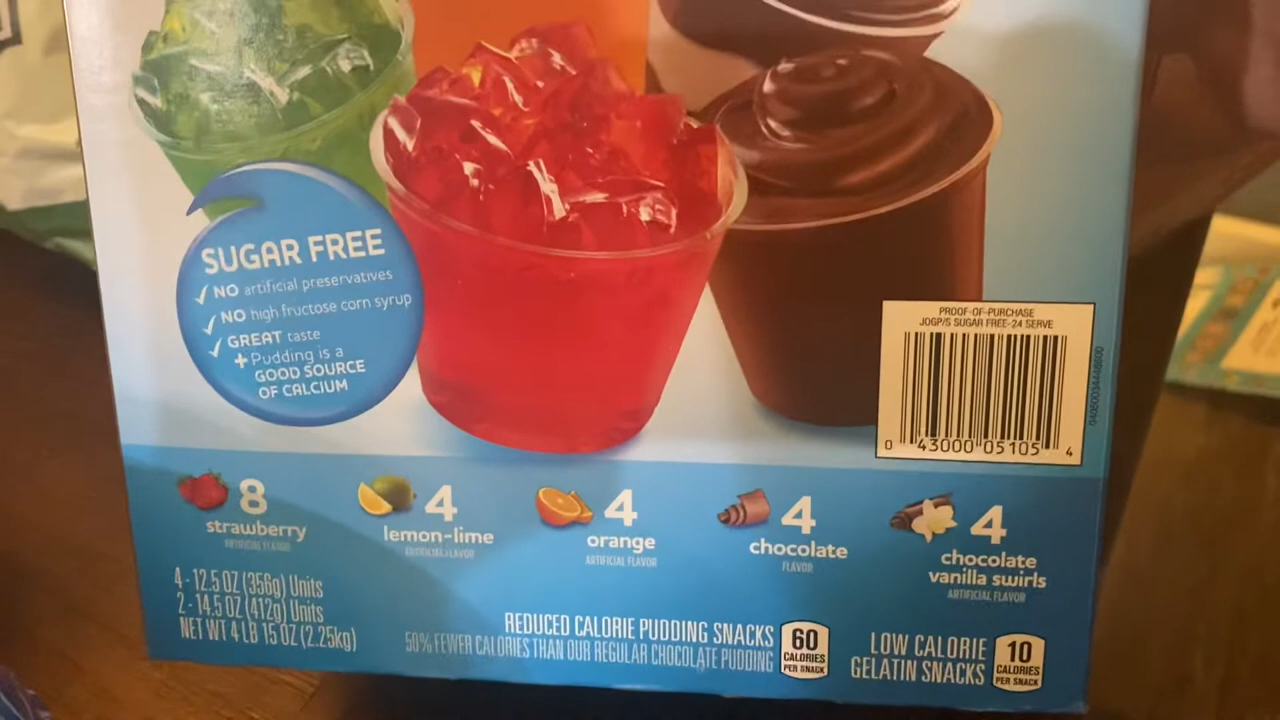 SUGAR FREE
NO artificial preservatives
NO high fructose corn syrup
GREAT taste
+ Pudding is a
GOOD SOURCE
OF CALCIUM
PROOF-OF-PURCHASE
JOGP/S SUGAR FREE-24 SERVE
0 43000 05105 4
8
strawberry
ARTIFICIAL FLAVOR
4
lemon-lime
ARTIFICIAL FLAVOR
4
orange
ARTIFICIAL FLAVOR
4
chocolate
FLAVOR
4
chocolate
vanilla swirls
ARTIFICIAL FLAVOR
4 - 12.5 OZ (356g) Units
2 - 14.5 OZ (412g) Units
NET WT 4 LB 15 OZ (2.25kg)
REDUCED CALORIE PUDDING SNACKS
50% FEWER CALORIES THAN OUR REGULAR CHOCOLATE PUDDING
60
CALORIES
PER SNACK
LOW CALORIE
GELATIN SNACKS
10
CALORIES
PER SNACK